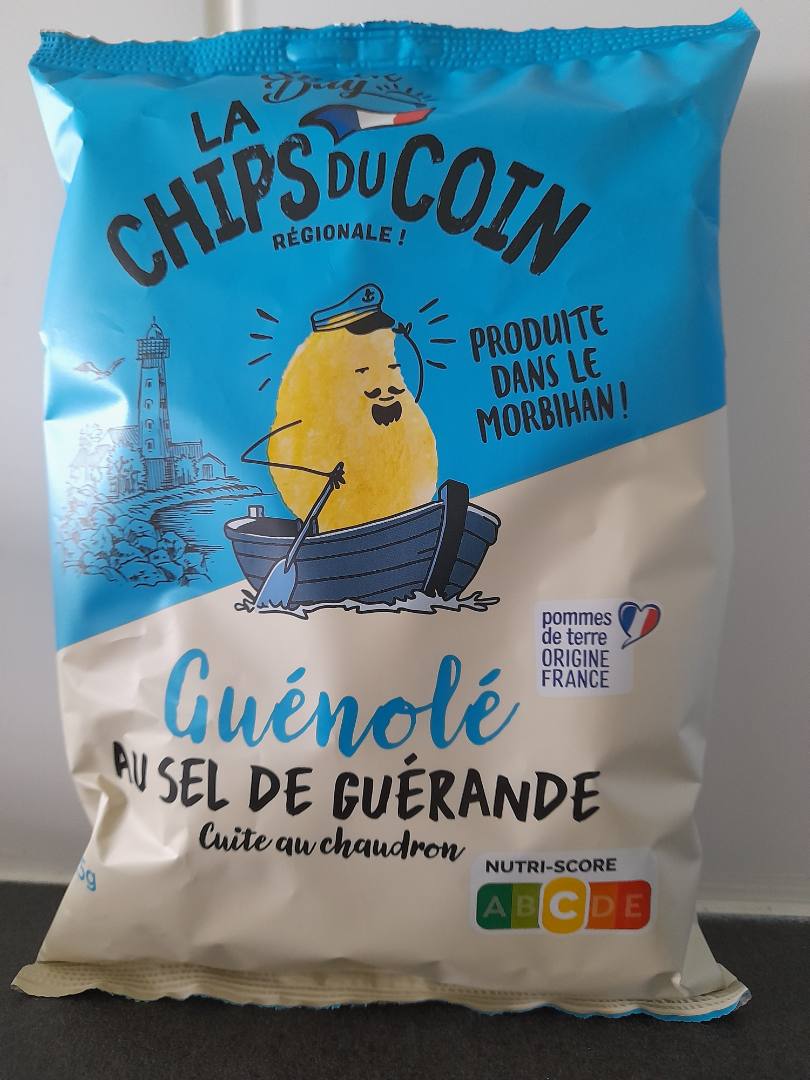 LA
CHIPS DU COIN
RÉGIONALE !
PRODUITE
DANS LE
MORBIHAN !
pommes
de terre
ORIGINE
FRANCE
Guénolé
AU SEL DE GUÉRANDE
Cuite au chaudron
NUTRI-SCORE
A B C D E